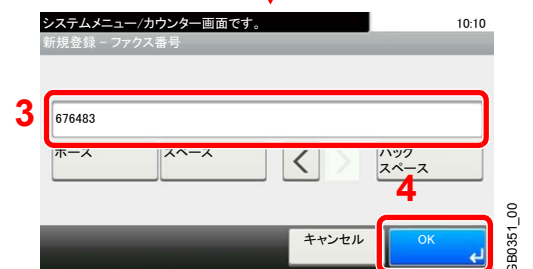 システムメニュー/カウンター画面です。 10:10
新規登録 - ファクス番号
3
676483
ポーズ スペース < > バック
スペース
4
キャンセル OK
GB0351_00